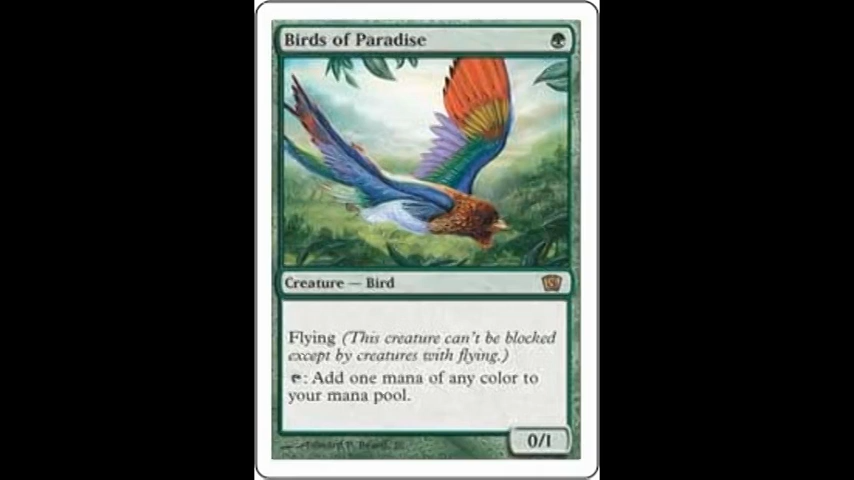 Birds of Paradise
Creature — Bird
Flying (This creature can't be blocked
except by creatures with flying.)
: Add one mana of any color to
your mana pool.
0/1